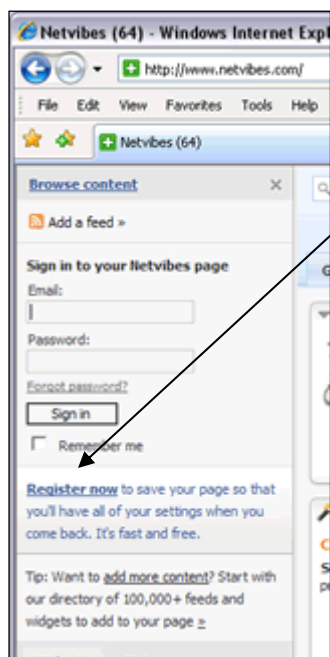 Netvibes (64) - Windows Internet Expl
http://www.netvibes.com/
File Edit View Favorites Tools Help
Netvibes (64)
Browse content
Add a feed »
Sign in to your Netvibes page
Email:
Password:
Forgot password?
Sign in
Remember me
Register now to save your page so that
you'll have all of your settings when you
come back. It's fast and free.
Tip: Want to add more content? Start with
our directory of 100,000+ feeds and
widgets to add to your page »